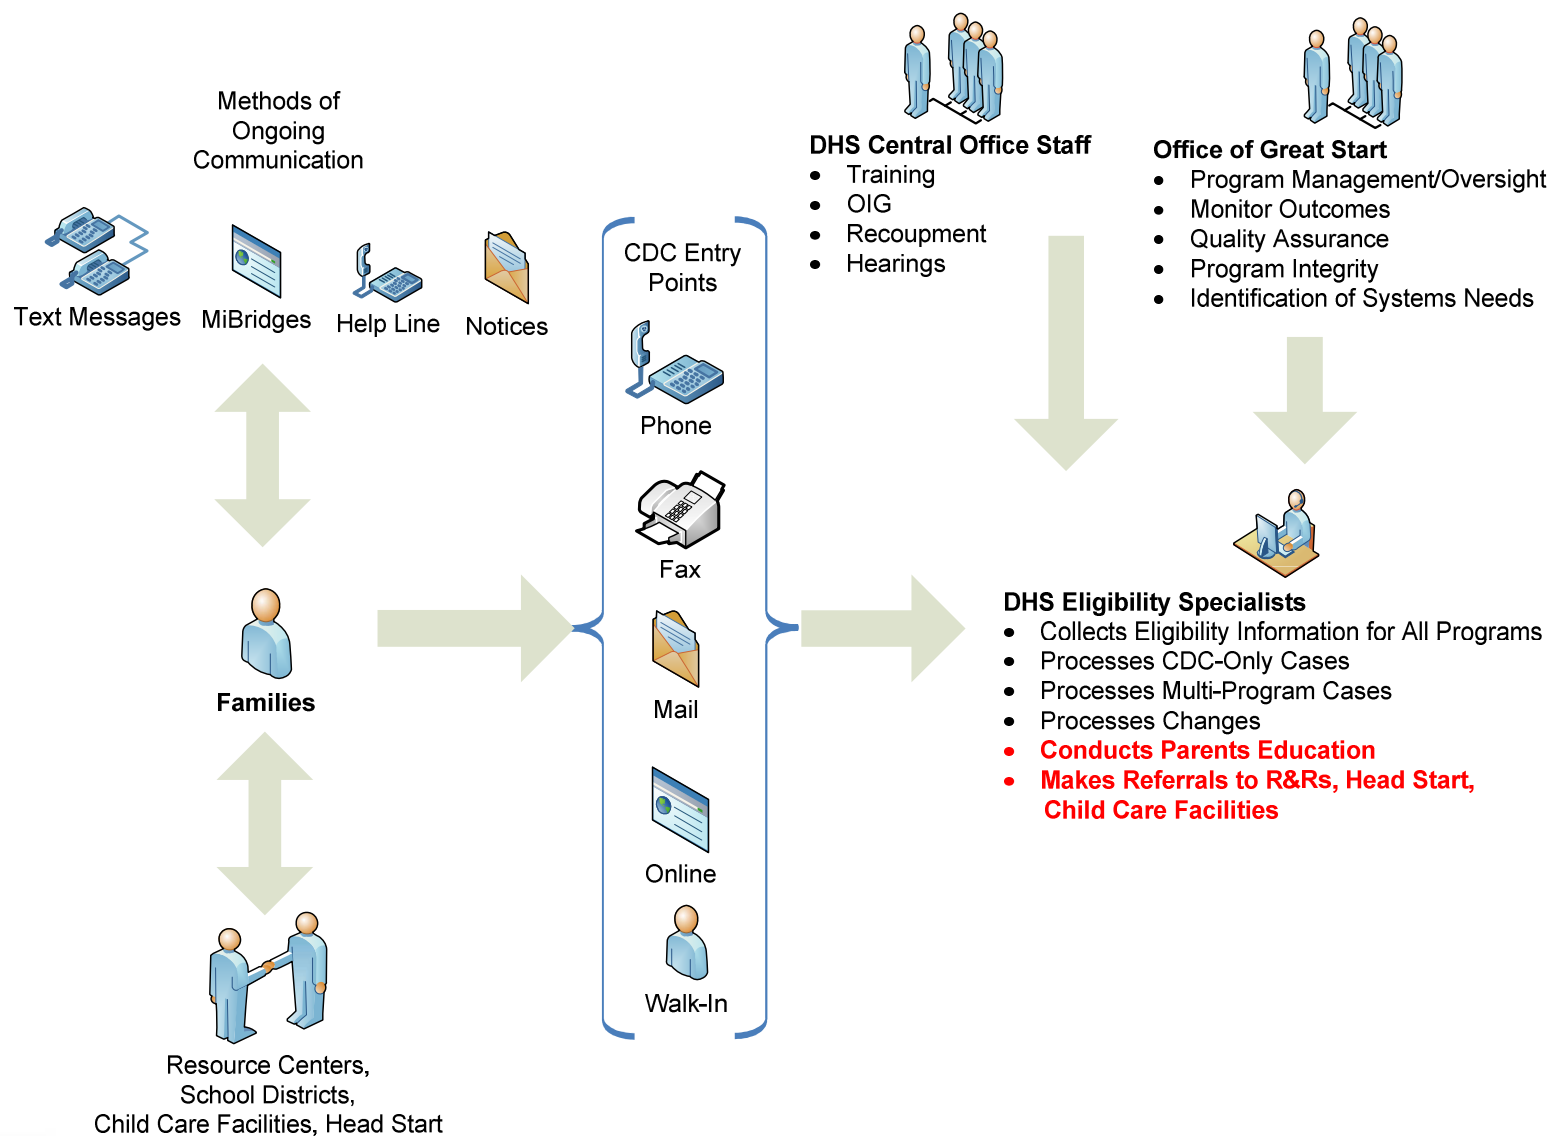 Methods of
Ongoing
Communication
Text Messages
MiBridges
Help Line
Notices
Families
Resource Centers,
School Districts,
Child Care Facilities, Head Start
CDC Entry
Points
Phone
Fax
Mail
Online
Walk-In
DHS Central Office Staff
• Training
• OIG
• Recoupment
• Hearings
Office of Great Start
• Program Management/Oversight
• Monitor Outcomes
• Quality Assurance
• Program Integrity
• Identification of Systems Needs
DHS Eligibility Specialists
• Collects Eligibility Information for All Programs
• Processes CDC-Only Cases
• Processes Multi-Program Cases
• Processes Changes
• Conducts Parents Education
• Makes Referrals to R&Rs, Head Start,
Child Care Facilities